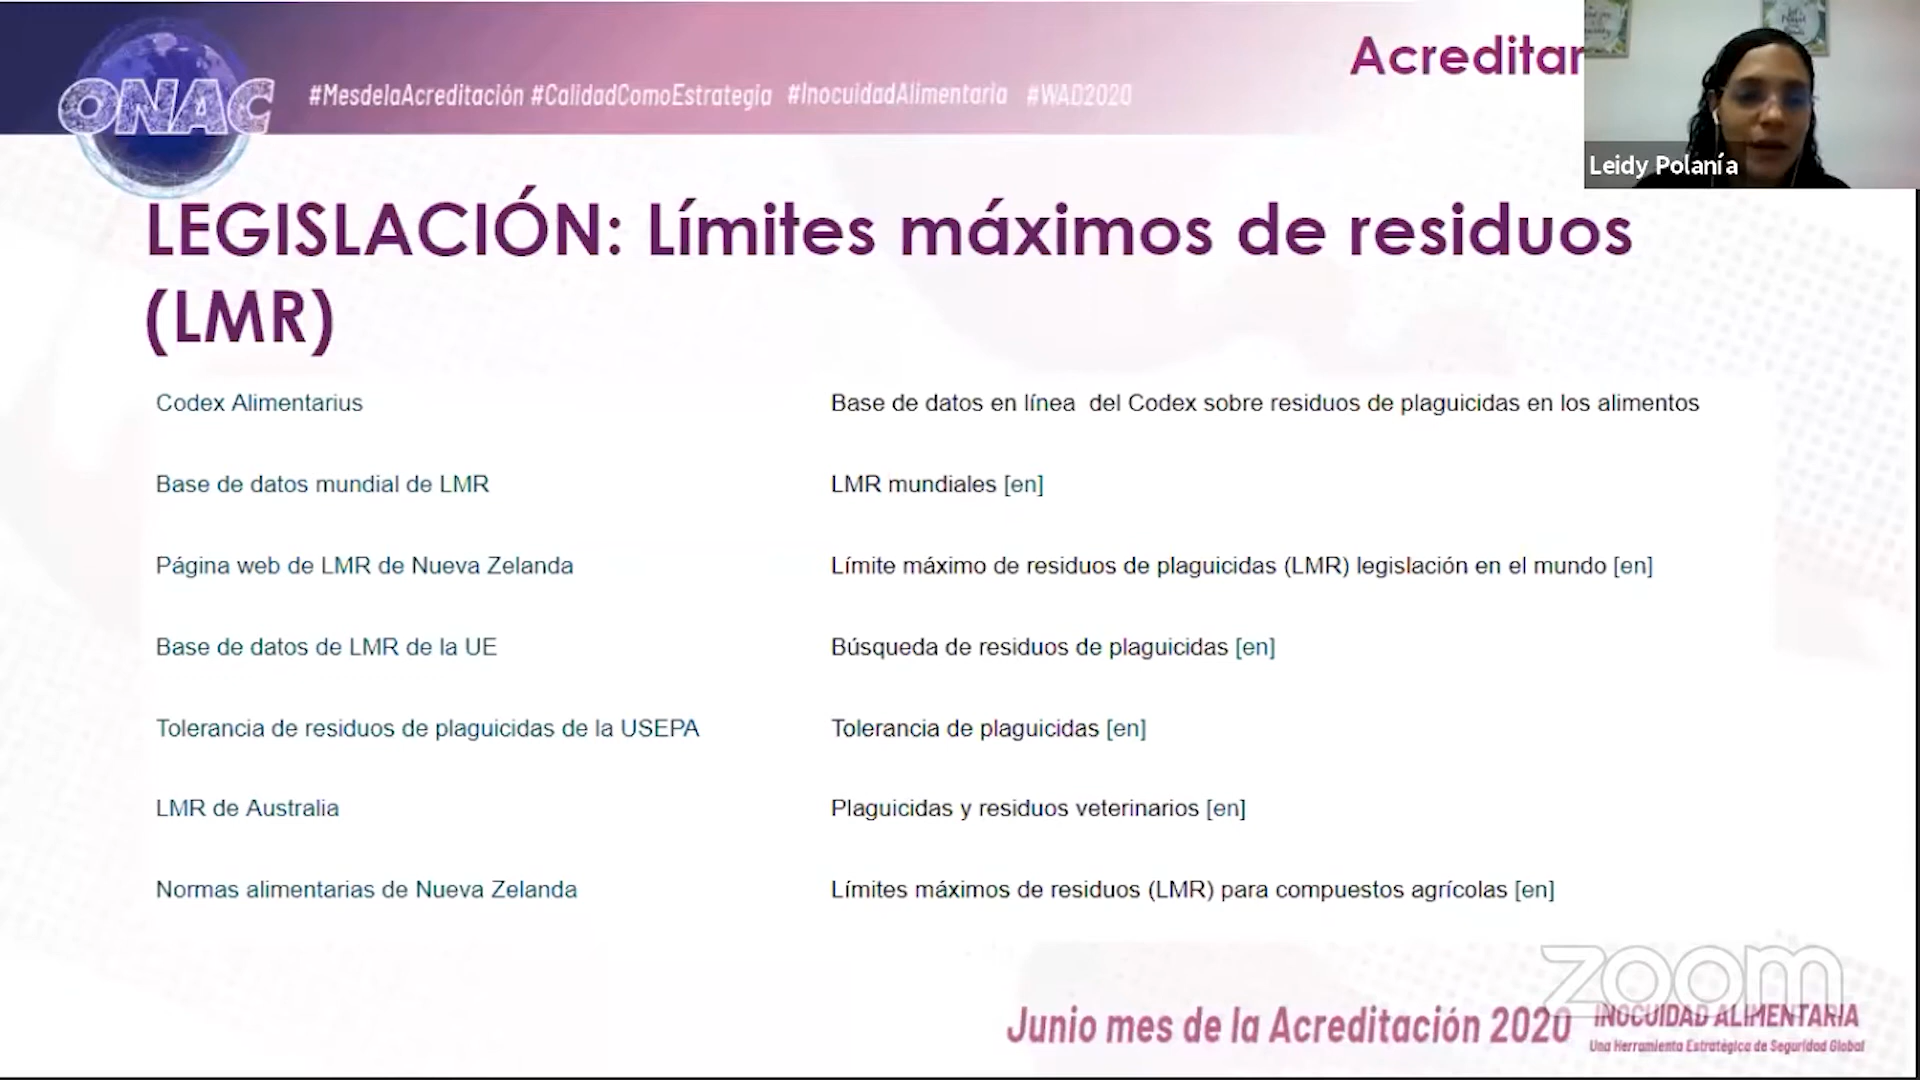 ONAC
#MesdelaAcreditación #CalidadComoEstrategia #InocuidadAlimentaria #WAD2020
Acreditar
Leidy Polanía
LEGISLACIÓN: Límites máximos de residuos
(LMR)
Codex Alimentarius Base de datos en línea del Codex sobre residuos de plaguicidas en los alimentos
Base de datos mundial de LMR LMR mundiales [en]
Página web de LMR de Nueva Zelanda Límite máximo de residuos de plaguicidas (LMR) legislación en el mundo [en]
Base de datos de LMR de la UE Búsqueda de residuos de plaguicidas [en]
Tolerancia de residuos de plaguicidas de la USEPA Tolerancia de plaguicidas [en]
LMR de Australia Plaguicidas y residuos veterinarios [en]
Normas alimentarias de Nueva Zelanda Límites máximos de residuos (LMR) para compuestos agrícolas [en]
zoom
Junio mes de la Acreditación 2020
INOCUIDAD ALIMENTARIA
Una Herramienta Estratégica de Seguridad Global